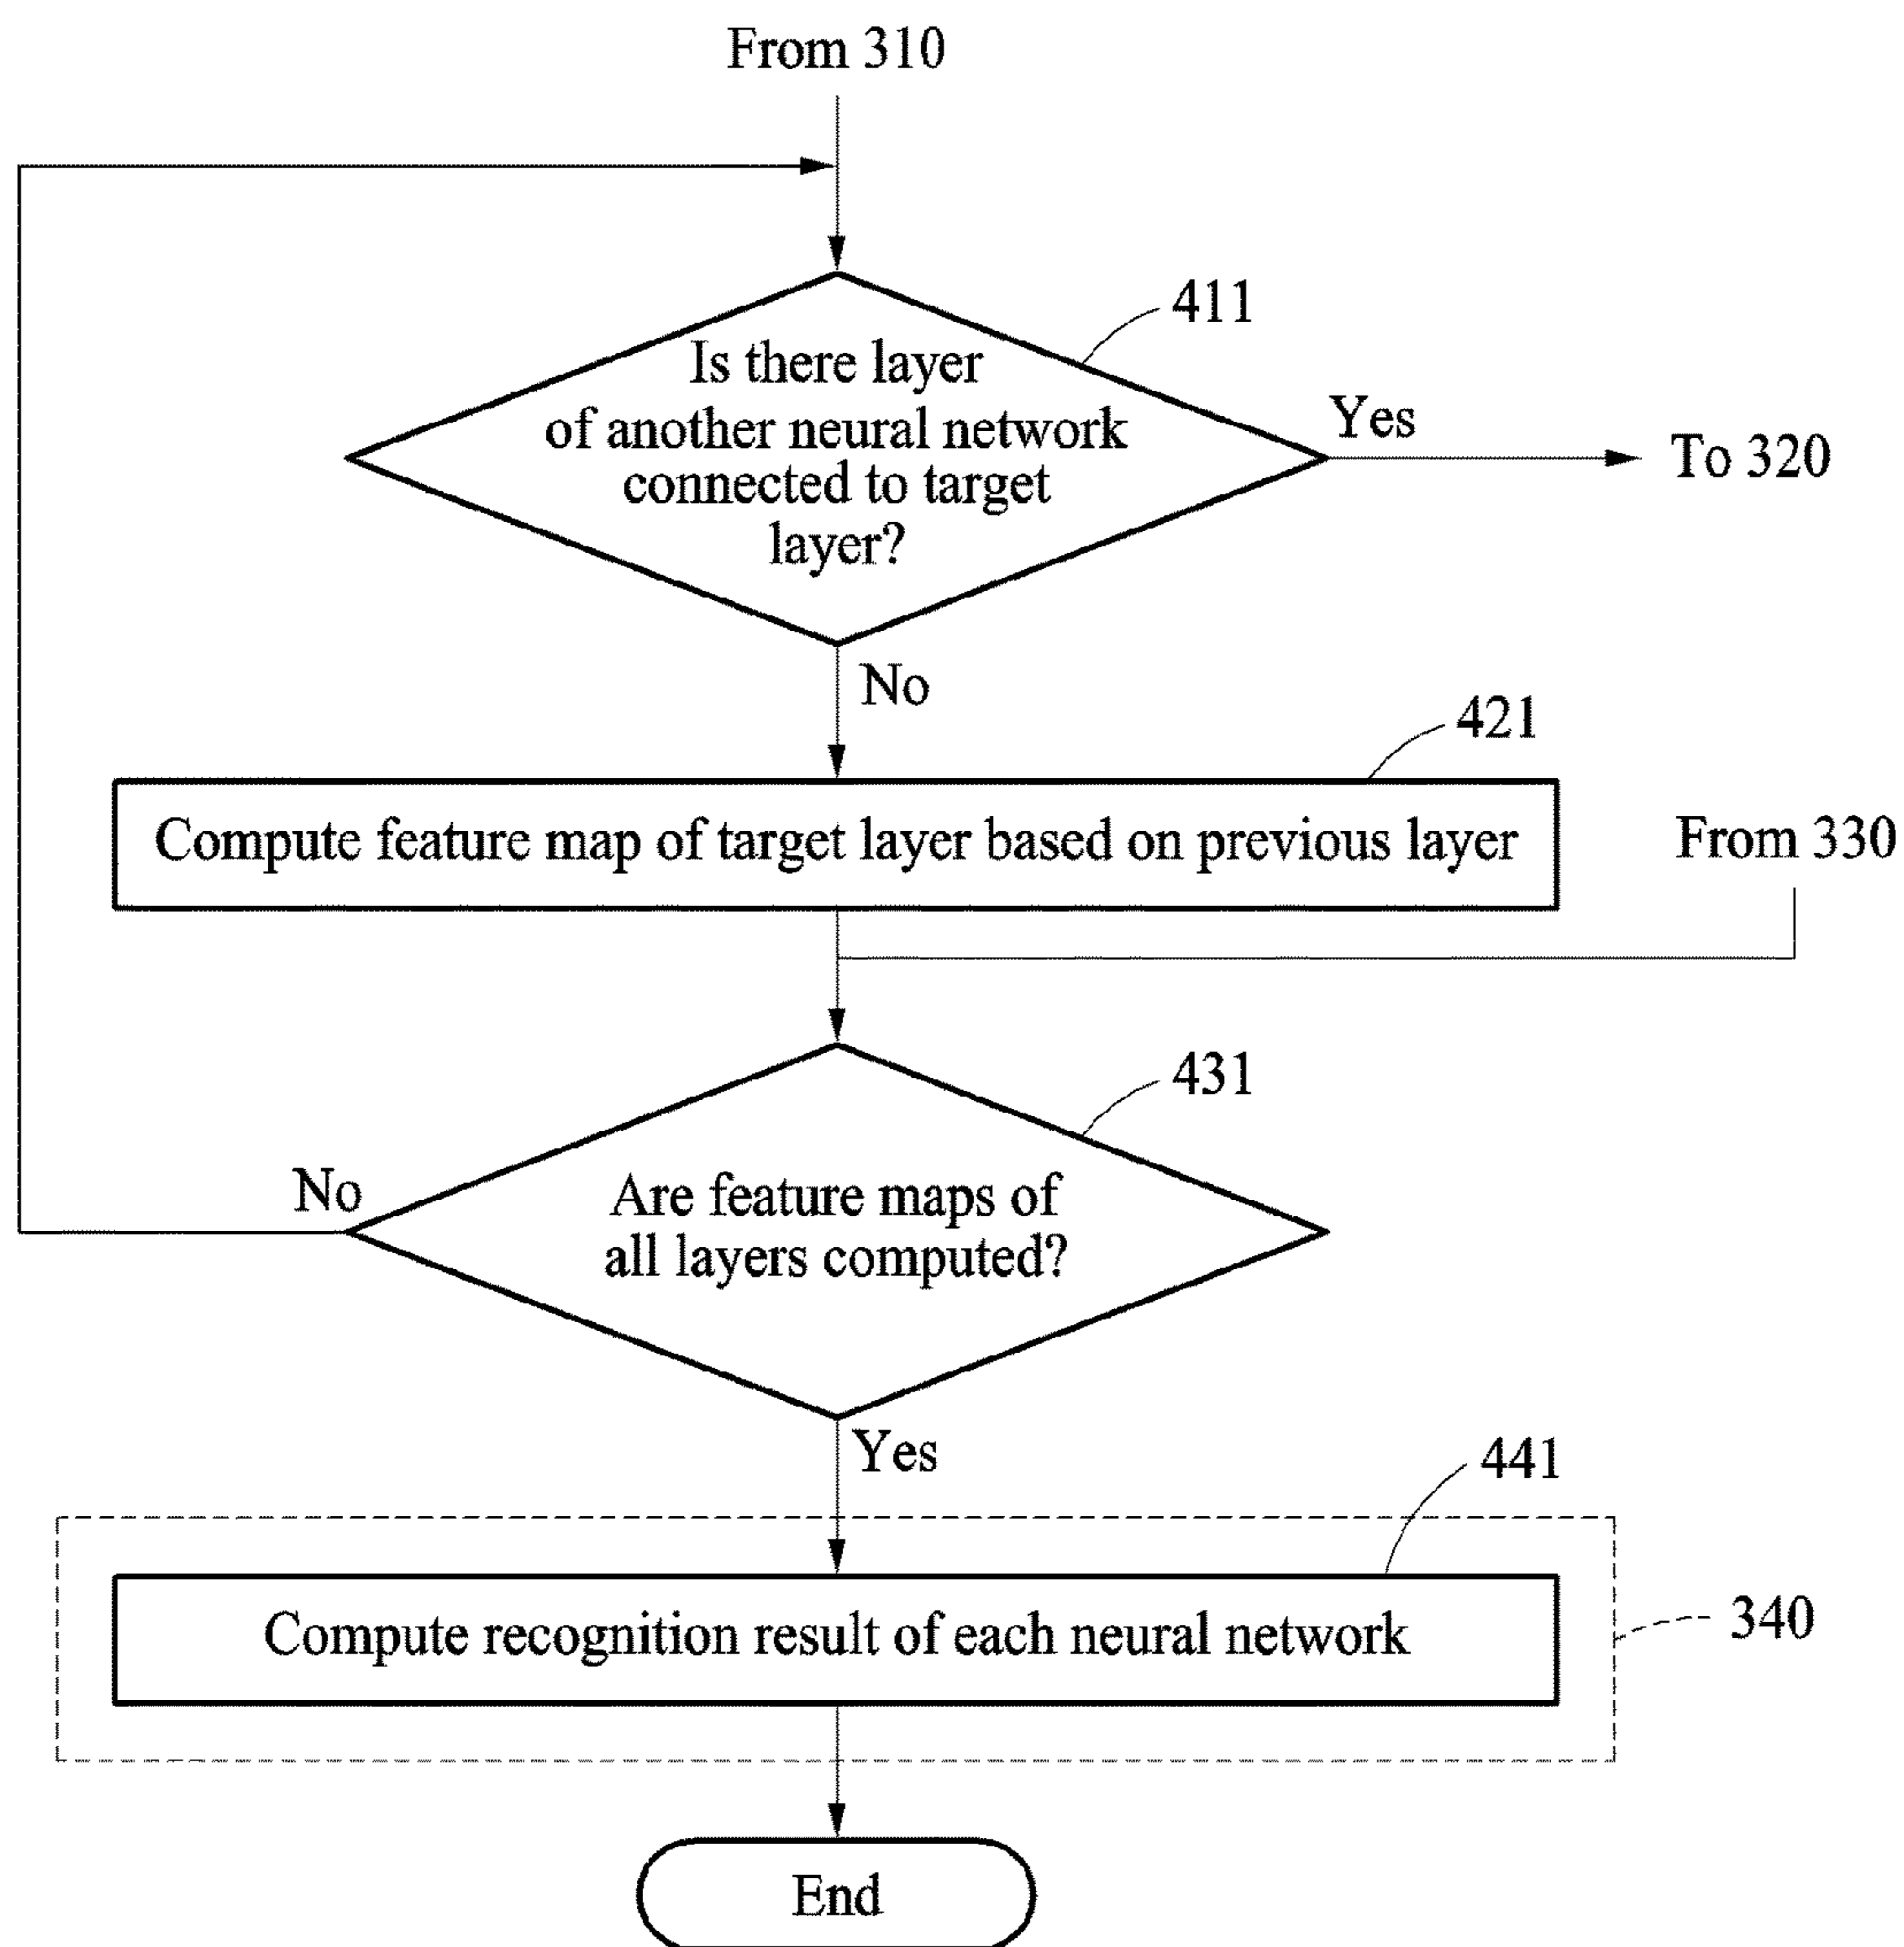 From 310
411
Is there layer
of another neural network
connected to target
layer?
Yes
To 320
No
421
Compute feature map of target layer based on previous layer
From 330
431
No
Are feature maps of
all layers computed?
Yes
441
Compute recognition result of each neural network
340
End